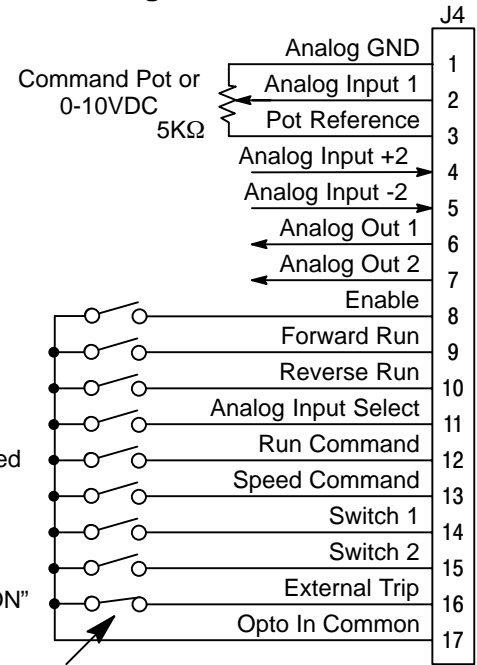 J4
Analog GND 1
Command Pot or
0-10VDC
5KΩ
Analog Input 1 2
Pot Reference 3
Analog Input +2 4
Analog Input -2 5
Analog Out 1 6
Analog Out 2 7
Enable 8
Forward Run 9
Reverse Run 10
Analog Input Select 11
Run Command 12
Speed Command 13
Switch 1 14
Switch 2 15
ON"
External Trip 16
Opto In Common 17